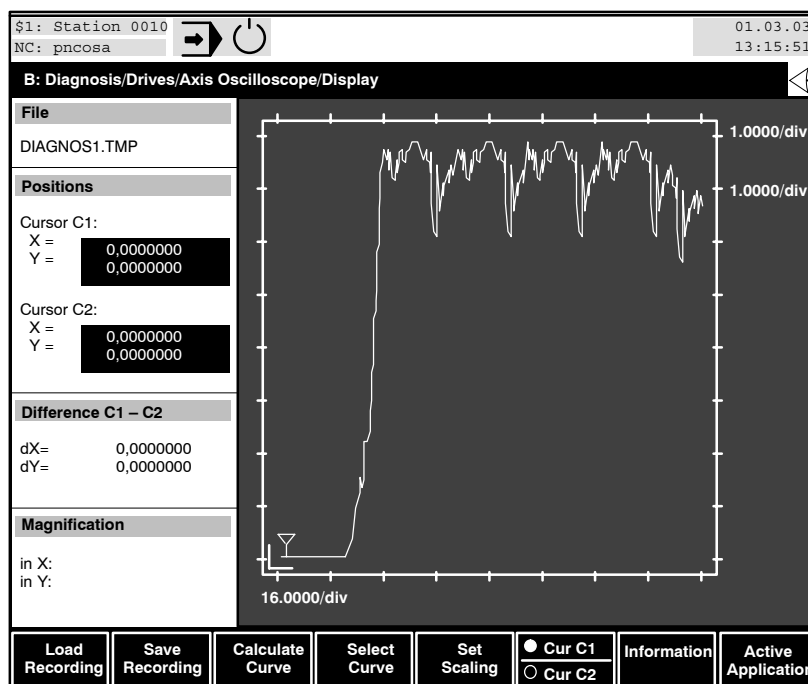 $1: Station 0010
NC: pncosa
01.03.03
13:15:51
B: Diagnosis/Drives/Axis Oscilloscope/Display
File
DIAGNOS1.TMP
Positions
Cursor C1:
X = 0,0000000
Y = 0,0000000
Cursor C2:
X = 0,0000000
Y = 0,0000000
Difference C1 – C2
dX= 0,0000000
dY= 0,0000000
Magnification
in X:
in Y:
1.0000/div
1.0000/div
16.0000/div
Load Recording
Save Recording
Calculate Curve
Select Curve
Set Scaling
Cur C1
Cur C2
Information
Active Application